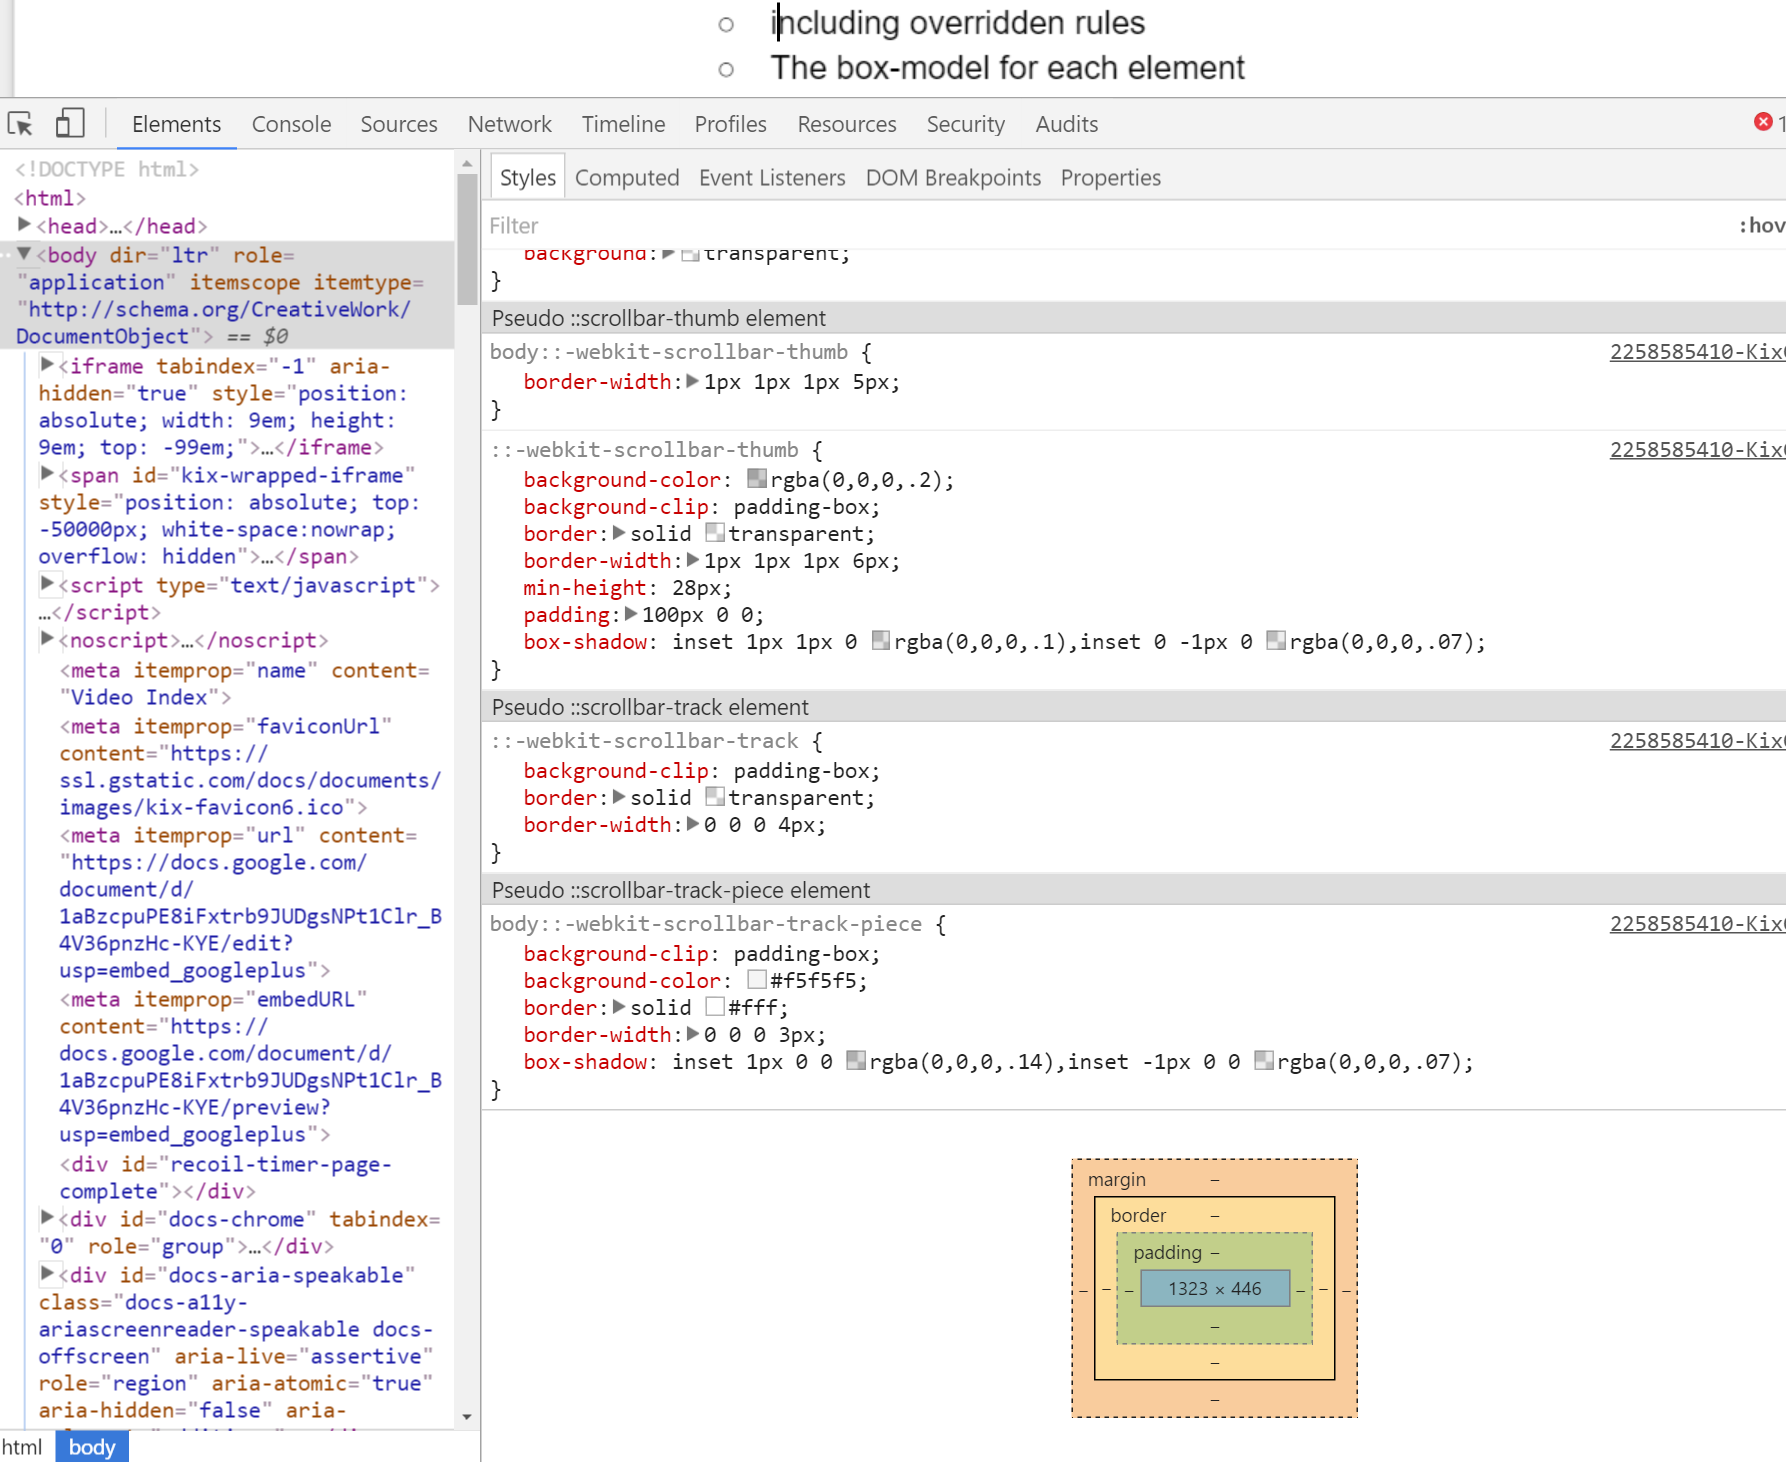 including overridden rules
The box-model for each element
Elements Console Sources Network Timeline Profiles Resources Security Audits 1
<!DOCTYPE html>
<html>
<head>…</head>
<body dir="ltr" role=
"application" itemscope itemtype=
"http://schema.org/CreativeWork/
DocumentObject"> == $0
<iframe tabindex="-1" aria-
hidden="true" style="position:
absolute; width: 9em; height:
9em; top: -99em;">…</iframe>
<span id="kix-wrapped-iframe"
style="position: absolute; top:
-50000px; white-space:nowrap;
overflow: hidden">…</span>
<script type="text/javascript">
…</script>
<noscript>…</noscript>
<meta itemprop="name" content=
"Video Index">
<meta itemprop="faviconUrl"
content="https://
ssl.gstatic.com/docs/documents/
images/kix-favicon6.ico">
<meta itemprop="url" content=
"https://docs.google.com/
document/d/
1aBzcpuPE8iFxtrb9JUDgsNPt1Clr_B
4V36pnzHc-KYE/edit?
usp=embed_googleplus">
<meta itemprop="embedURL"
content="https://
docs.google.com/document/d/
1aBzcpuPE8iFxtrb9JUDgsNPt1Clr_B
4V36pnzHc-KYE/preview?
usp=embed_googleplus">
<div id="recoil-timer-page-
complete"></div>
<div id="docs-chrome" tabindex=
"0" role="group">…</div>
<div id="docs-aria-speakable"
class="docs-a11y-
ariascreenreader-speakable docs-
offscreen" aria-live="assertive"
role="region" aria-atomic="true"
aria-hidden="false" aria-
html body
Styles Computed Event Listeners DOM Breakpoints Properties
Filter :hov
background: transparent;
}
Pseudo ::scrollbar-thumb element
body::-webkit-scrollbar-thumb { 2258585410-Kix
border-width: 1px 1px 1px 5px;
}
::-webkit-scrollbar-thumb { 2258585410-Kix
background-color: rgba(0,0,0,.2);
background-clip: padding-box;
border: solid transparent;
border-width: 1px 1px 1px 6px;
min-height: 28px;
padding: 100px 0 0;
box-shadow: inset 1px 1px 0 rgba(0,0,0,.1),inset 0 -1px 0 rgba(0,0,0,.07);
}
Pseudo ::scrollbar-track element
::-webkit-scrollbar-track { 2258585410-Kix
background-clip: padding-box;
border: solid transparent;
border-width: 0 0 0 4px;
}
Pseudo ::scrollbar-track-piece element
body::-webkit-scrollbar-track-piece { 2258585410-Kix
background-clip: padding-box;
background-color: #f5f5f5;
border: solid #fff;
border-width: 0 0 0 3px;
box-shadow: inset 1px 0 0 rgba(0,0,0,.14),inset -1px 0 0 rgba(0,0,0,.07);
}
margin –
border –
padding –
– – – 1323 × 446 – – –
–
–
–